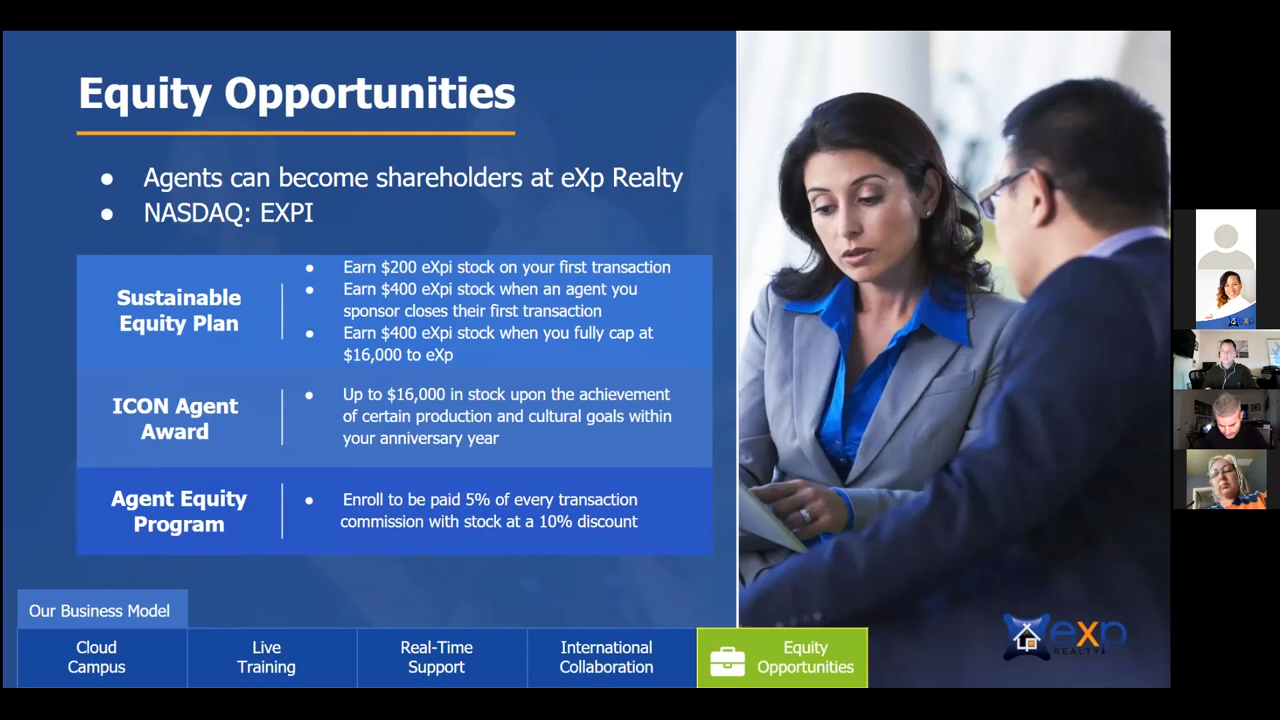 Equity Opportunities
● Agents can become shareholders at eXp Realty
● NASDAQ: EXPI
Sustainable
Equity Plan
● Earn $200 eXpi stock on your first transaction
● Earn $400 eXpi stock when an agent you
sponsor closes their first transaction
● Earn $400 eXpi stock when you fully cap at
$16,000 to eXp
ICON Agent
Award
● Up to $16,000 in stock upon the achievement
of certain production and cultural goals within
your anniversary year
Agent Equity
Program
● Enroll to be paid 5% of every transaction
commission with stock at a 10% discount
Our Business Model
Cloud
Campus
Live
Training
Real-Time
Support
International
Collaboration
Equity
Opportunities
exp
REALTY